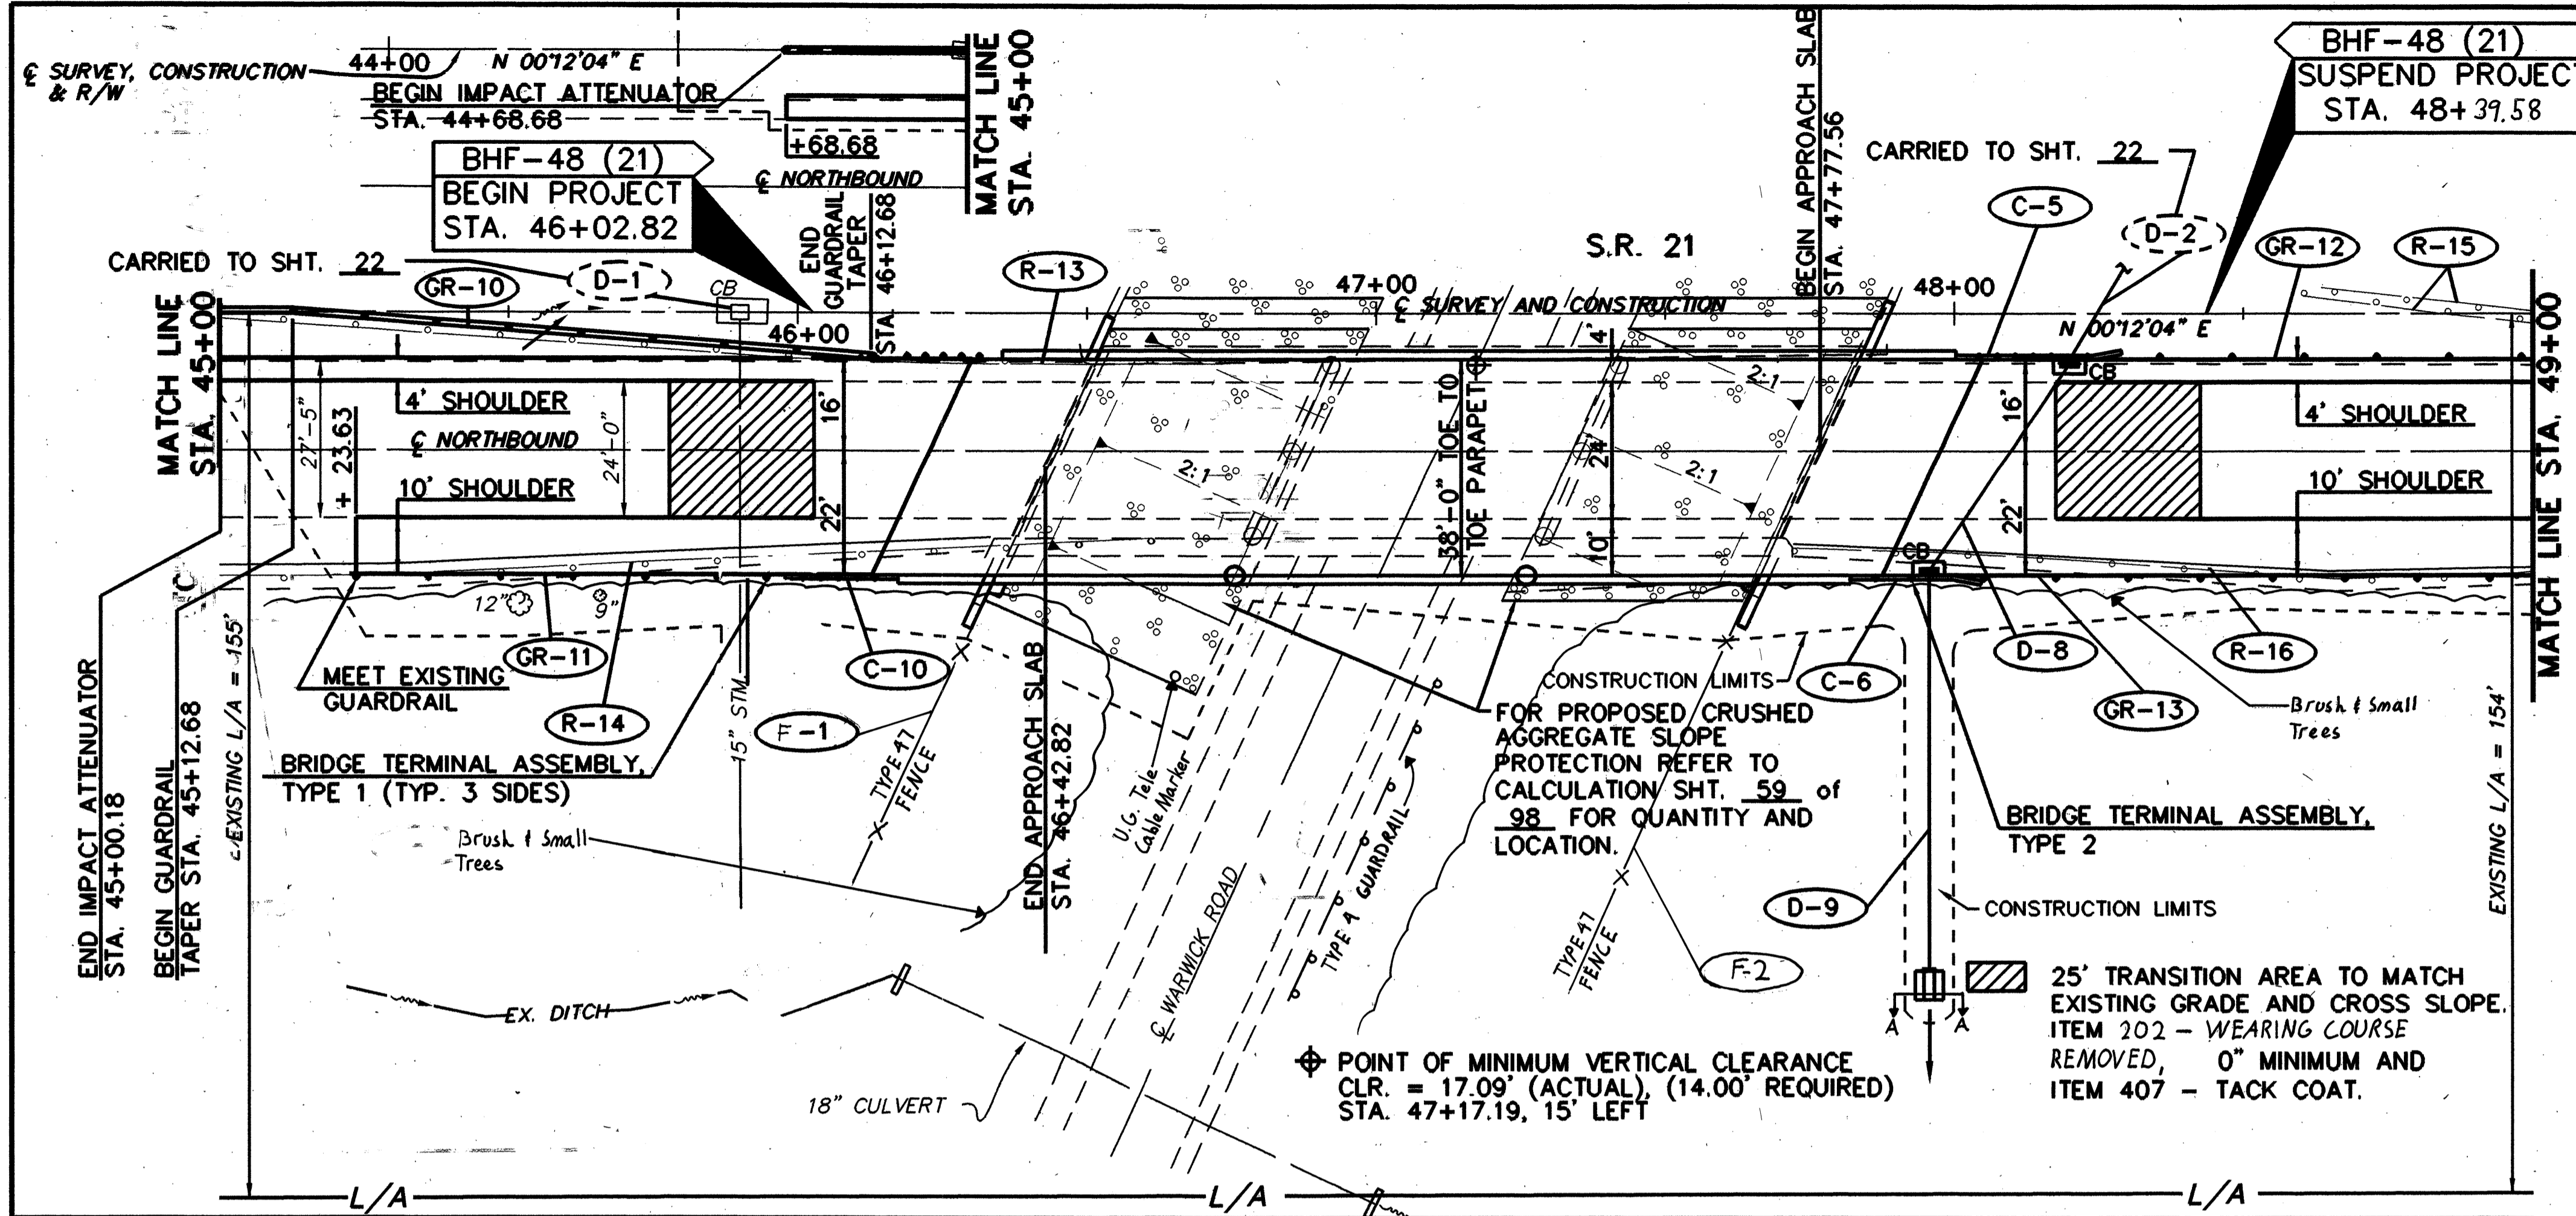 ℄ SURVEY, CONSTRUCTION
& R/W
44+00
N 00°12'04" E
BEGIN IMPACT ATTENUATOR
STA. 44+68.68
+68.68
℄ NORTHBOUND
MATCH LINE
STA. 45+00
BHF-48 (21)
BEGIN PROJECT
STA. 46+02.82
END
GUARDRAIL
TAPER
STA. 46+12.68
BEGIN APPROACH SLAB
STA. 47+77.56
BHF-48 (21)
SUSPEND PROJECT
STA. 48+39.58
CARRIED TO SHT. 22
C-5
D-2
GR-12
R-15
S.R. 21
CARRIED TO SHT. 22
GR-10
D-1
CB
R-13
46+00
47+00
48+00
℄ SURVEY AND CONSTRUCTION
N 00°12'04" E
MATCH LINE
STA. 45+00
27'-5"
+ 23.63
4' SHOULDER
℄ NORTHBOUND
10' SHOULDER
24'-0"
16'
22'
2:1
2:1
2:1
2:1
38'-0" TOE TO
TOE PARAPET
4'
24'
10'
16'
22'
CB
CB
4' SHOULDER
10' SHOULDER
MATCH LINE STA. 49+00
12"
9"
END IMPACT ATTENUATOR
STA. 45+00.18
BEGIN GUARDRAIL
TAPER STA. 45+12.68
EXISTING L/A = 155'
MEET EXISTING
GUARDRAIL
GR-11
R-14
BRIDGE TERMINAL ASSEMBLY,
TYPE 1 (TYP. 3 SIDES)
Brush & Small
Trees
15" STM
F-1
C-10
TYPE 47
FENCE
END APPROACH SLAB
STA. 46+42.82
U.G. Tele
Cable Marker
℄ WARWICK ROAD
TYPE A GUARDRAIL
CONSTRUCTION LIMITS
FOR PROPOSED CRUSHED
AGGREGATE SLOPE
PROTECTION REFER TO
CALCULATION SHT. 59 of
98 FOR QUANTITY AND
LOCATION.
C-6
D-8
R-16
GR-13
Brush & Small
Trees
BRIDGE TERMINAL ASSEMBLY,
TYPE 2
TYPE 47
FENCE
F-2
D-9
CONSTRUCTION LIMITS
A
A
EXISTING L/A = 154'
25' TRANSITION AREA TO MATCH
EXISTING GRADE AND CROSS SLOPE.
ITEM 202 - WEARING COURSE
REMOVED, 0" MINIMUM AND
ITEM 407 - TACK COAT.
EX. DITCH
18" CULVERT
POINT OF MINIMUM VERTICAL CLEARANCE
CLR. = 17.09' (ACTUAL), (14.00' REQUIRED)
STA. 47+17.19, 15' LEFT
L/A
L/A
L/A